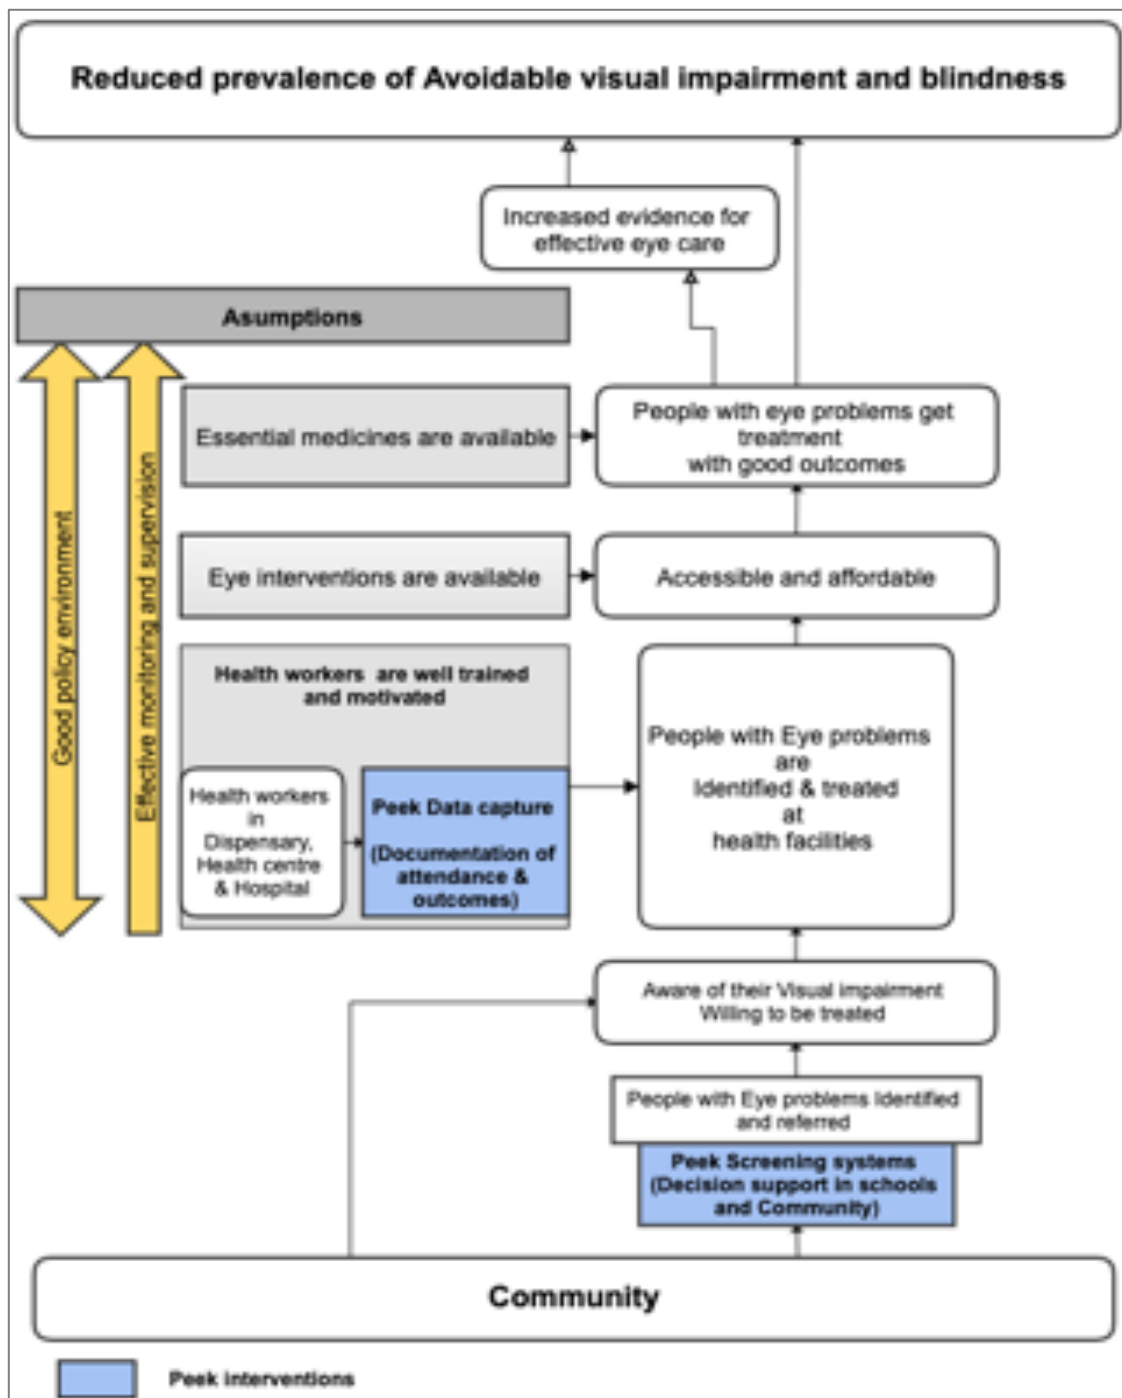 Reduced prevalence of Avoidable visual impairment and blindness
Increased evidence for
effective eye care
Asumptions
Good policy environment
Effective monitoring and supervision
Essential medicines are available
People with eye problems get
treatment
with good outcomes
Eye interventions are available
Accessible and affordable
Health workers are well trained
and motivated
Health workers
in
Dispensary,
Health centre
& Hospital
Peek Data capture
(Documentation of
attendance &
outcomes)
People with Eye problems
are
Identified & treated
at
health facilities
Aware of their Visual impairment
Willing to be treated
People with Eye problems Identified
and referred
Peek Screening systems
(Decision support in schools
and Community)
Community
Peek interventions